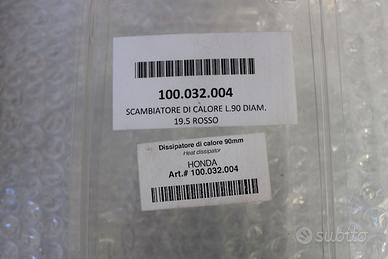 100.032.004
SCAMBIATORE DI CALORE L.90 DIAM.
19.5 ROSSO
Dissipatore di calore 90mm
Heat dissipator
HONDA
Art.# 100.032.004
subito